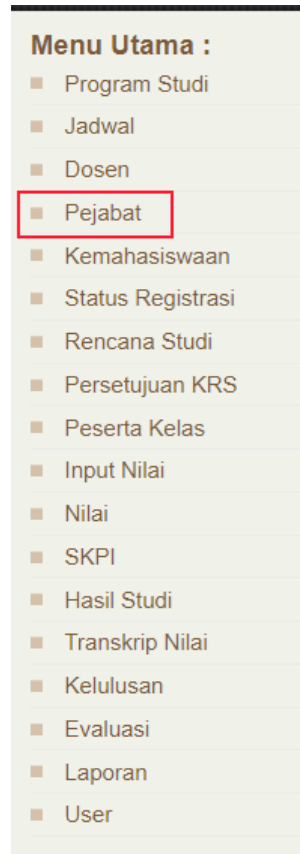 Menu Utama :
Program Studi
Jadwal
Dosen
Pejabat
Kemahasiswaan
Status Registrasi
Rencana Studi
Persetujuan KRS
Peserta Kelas
Input Nilai
Nilai
SKPI
Hasil Studi
Transkrip Nilai
Kelulusan
Evaluasi
Laporan
User